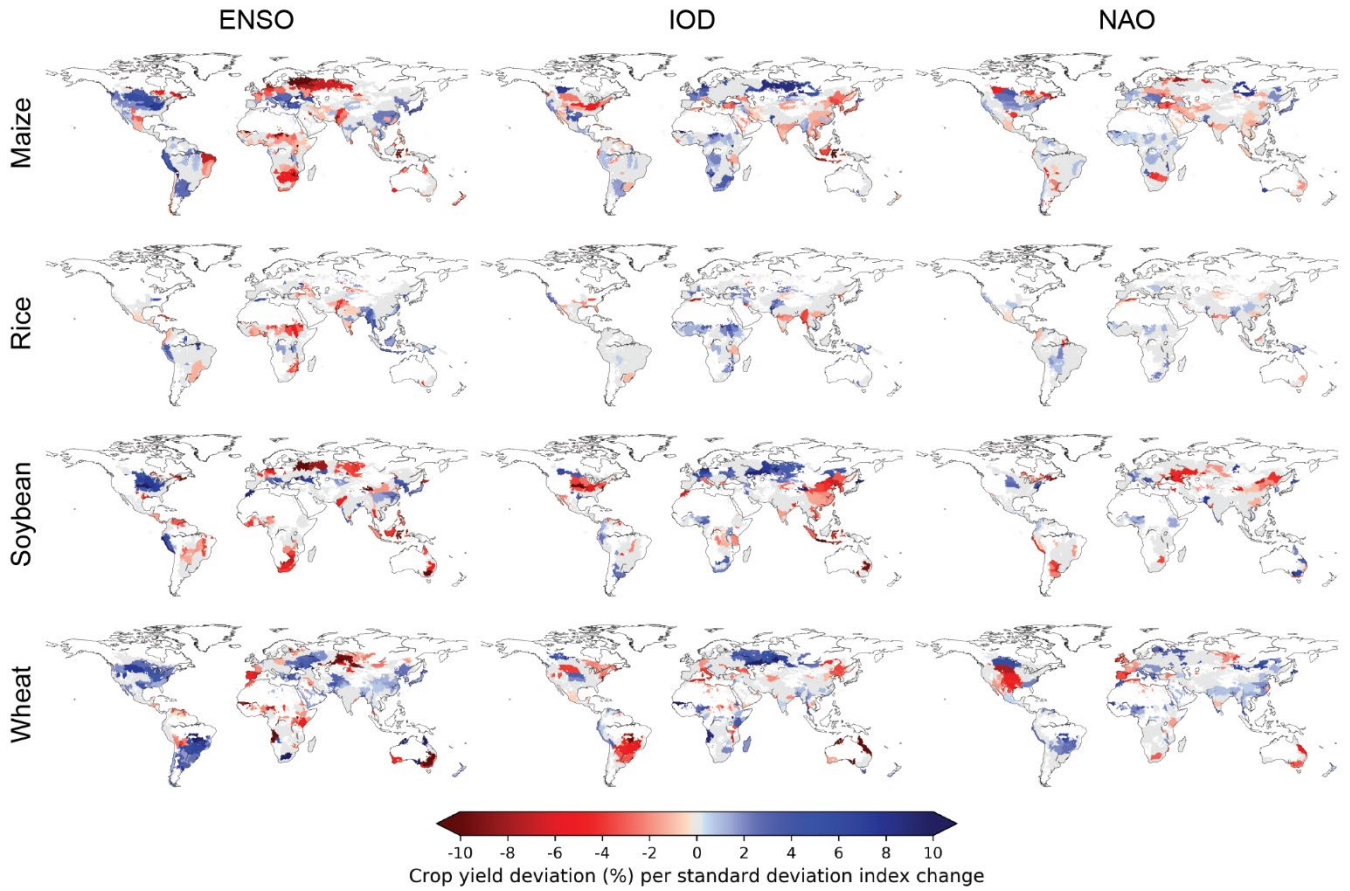 ENSO IOD NAO
Maize
Rice
Soybean
Wheat
-10 -8 -6 -4 -2 0 2 4 6 8 10
Crop yield deviation (%) per standard deviation index change